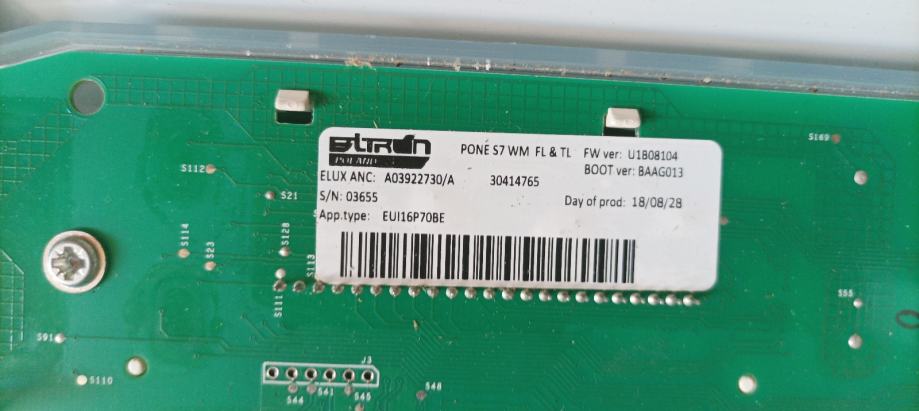 S169
S112
S21
S114
S23
S128
S113
S111
S91
S110
J3
S44
S41
S45
S48
S55
BITRON
POLAND
PONE S7 WM FL & TL FW ver: U1B08104
BOOT ver: BAAG013
ELUX ANC: A03922730/A 30414765
S/N: 03655 Day of prod: 18/08/28
App.type: EUI16P70BE